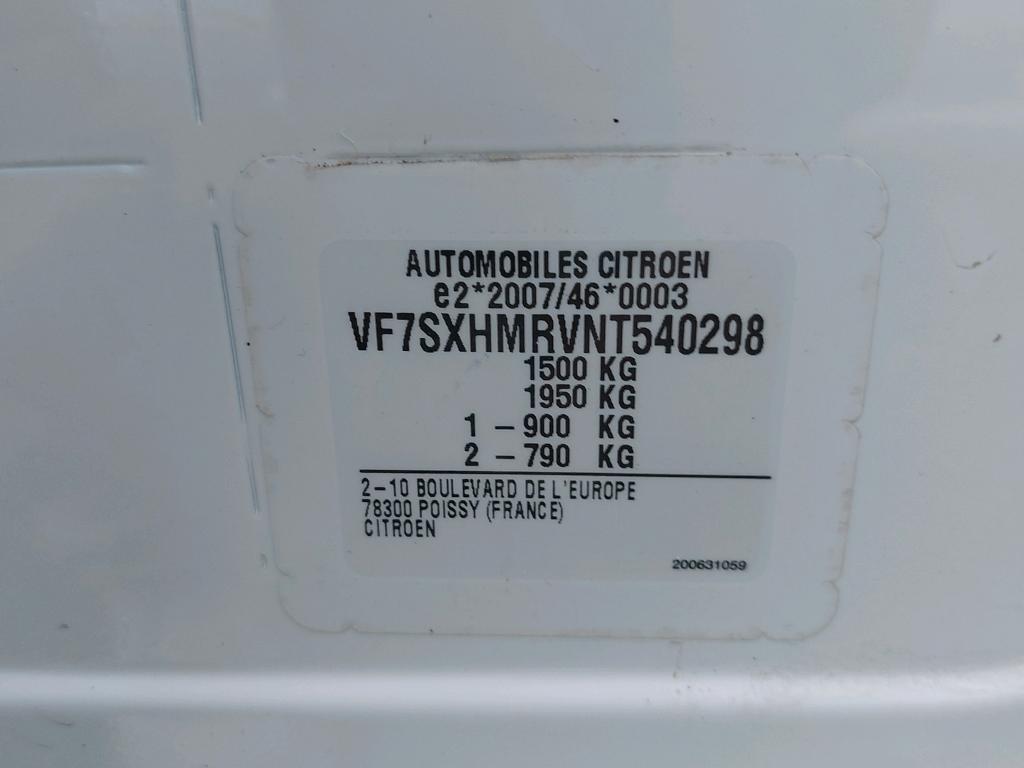 AUTOMOBILES CITROEN
e2*2007/46*0003
VF7SXHMRVNT540298
1500 KG
1950 KG
1 – 900 KG
2 – 790 KG
2–10 BOULEVARD DE L'EUROPE
78300 POISSY (FRANCE)
CITROEN
200631059